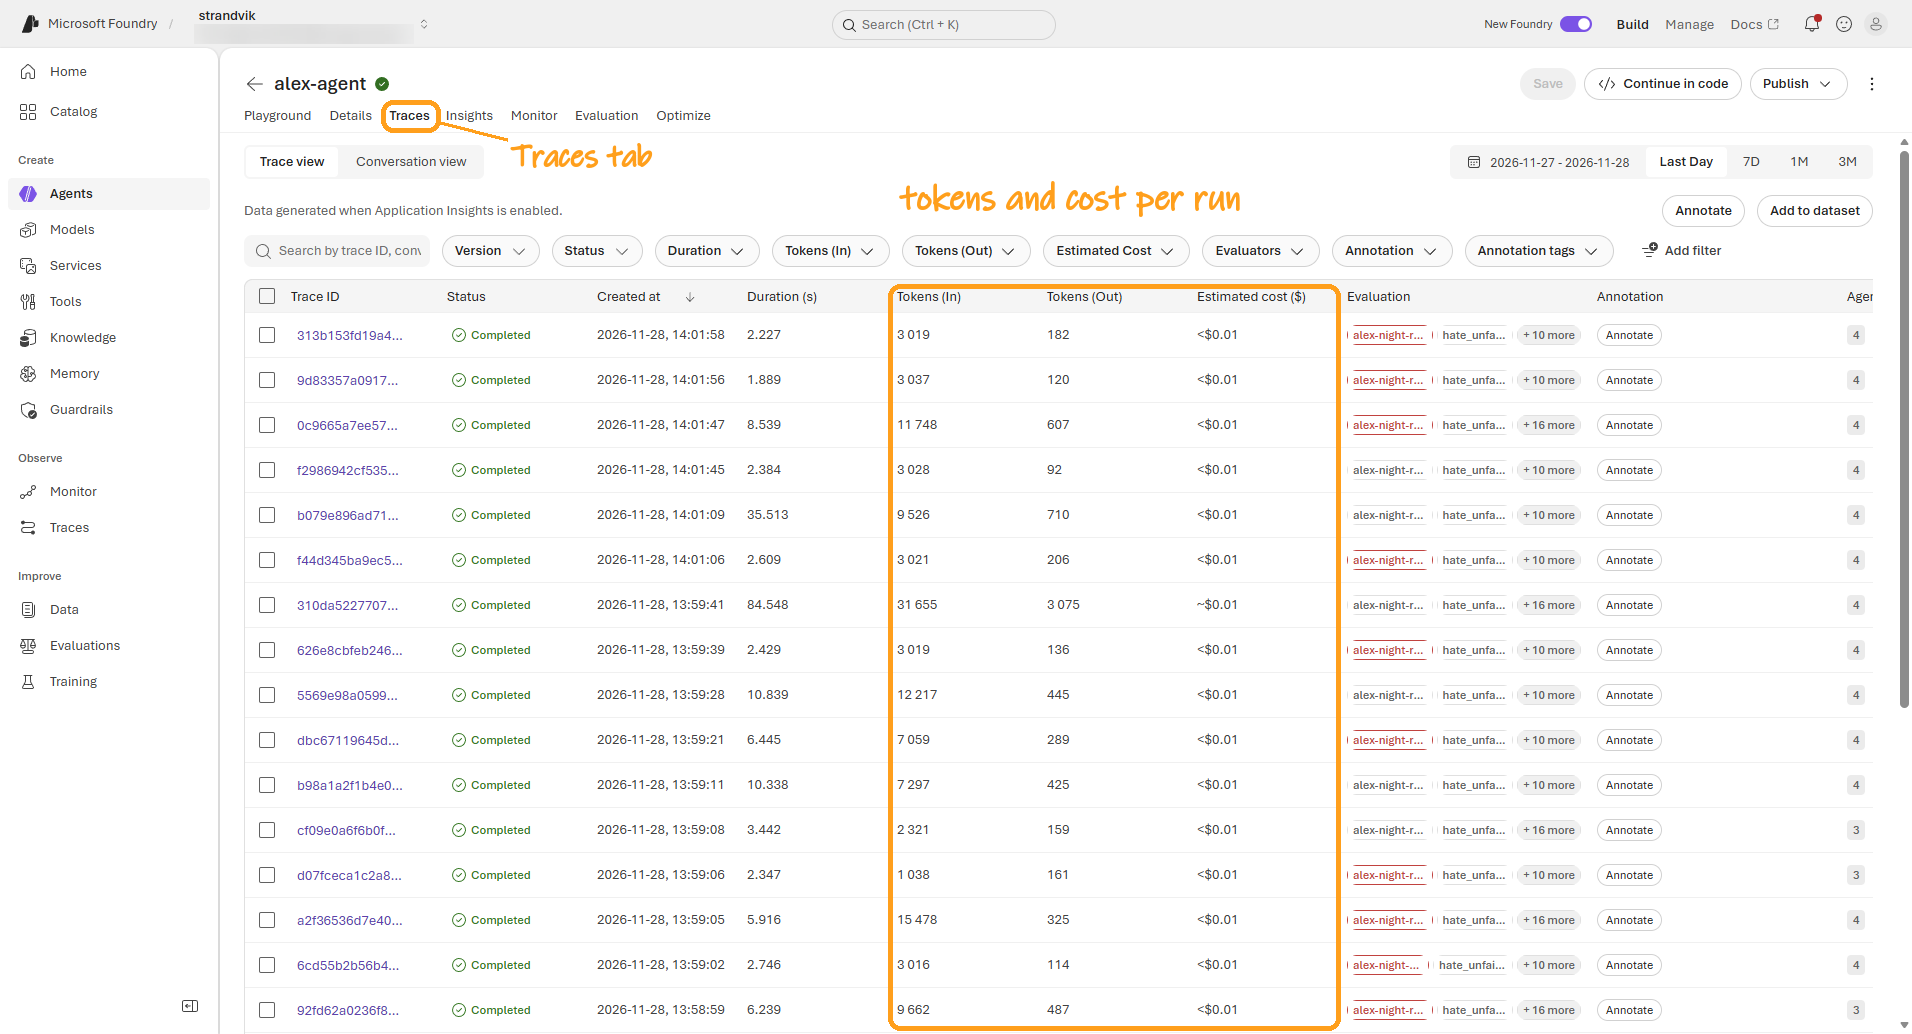 Microsoft Foundry / strandvik
Search (Ctrl + K)
New Foundry Build Manage Docs
Home
Catalog
Create
Agents
Models
Services
Tools
Knowledge
Memory
Guardrails
Observe
Monitor
Traces
Improve
Data
Evaluations
Training
alex-agent
Save </> Continue in code Publish
Playground Details Traces Insights Monitor Evaluation Optimize
Traces tab
Trace view Conversation view
2026-11-27 - 2026-11-28 Last Day 7D 1M 3M
tokens and cost per run
Data generated when Application Insights is enabled.
Annotate Add to dataset
Search by trace ID, conv Version Status Duration Tokens (In) Tokens (Out) Estimated Cost Evaluators Annotation Annotation tags Add filter
Trace ID Status Created at Duration (s) Tokens (In) Tokens (Out) Estimated cost ($) Evaluation Annotation Agen
313b153fd19a4... Completed 2026-11-28, 14:01:58 2.227 3 019 182 <$0.01 alex-night-r... hate_unfa... + 10 more Annotate 4
9d83357a0917... Completed 2026-11-28, 14:01:56 1.889 3 037 120 <$0.01 alex-night-r... hate_unfa... + 10 more Annotate 4
0c9665a7ee57... Completed 2026-11-28, 14:01:47 8.539 11 748 607 <$0.01 alex-night-r... hate_unfa... + 16 more Annotate 4
f2986942cf535... Completed 2026-11-28, 14:01:45 2.384 3 028 92 <$0.01 alex-night-r... hate_unfa... + 10 more Annotate 4
b079e896ad71... Completed 2026-11-28, 14:01:09 35.513 9 526 710 <$0.01 alex-night-r... hate_unfa... + 10 more Annotate 4
f44d345ba9ec5... Completed 2026-11-28, 14:01:06 2.609 3 021 206 <$0.01 alex-night-r... hate_unfa... + 10 more Annotate 4
310da5227707... Completed 2026-11-28, 13:59:41 84.548 31 655 3 075 ~$0.01 alex-night-r... hate_unfa... + 16 more Annotate 4
626e8cbfeb246... Completed 2026-11-28, 13:59:39 2.429 3 019 136 <$0.01 alex-night-r... hate_unfa... + 10 more Annotate 4
5569e98a0599... Completed 2026-11-28, 13:59:28 10.839 12 217 445 <$0.01 alex-night-r... hate_unfa... + 10 more Annotate 4
dbc67119645d... Completed 2026-11-28, 13:59:21 6.445 7 059 289 <$0.01 alex-night-r... hate_unfa... + 10 more Annotate 4
b98a1a2f1b4e0... Completed 2026-11-28, 13:59:11 10.338 7 297 425 <$0.01 alex-night-r... hate_unfa... + 10 more Annotate 4
cf09e0a6f6b0f... Completed 2026-11-28, 13:59:08 3.442 2 321 159 <$0.01 alex-night-r... hate_unfa... + 16 more Annotate 3
d07fceca1c2a8... Completed 2026-11-28, 13:59:06 2.347 1 038 161 <$0.01 alex-night-r... hate_unfa... + 10 more Annotate 3
a2f36536d7e40... Completed 2026-11-28, 13:59:05 5.916 15 478 325 <$0.01 alex-night-r... hate_unfa... + 16 more Annotate 4
6cd55b2b56b4... Completed 2026-11-28, 13:59:02 2.746 3 016 114 <$0.01 alex-night-... hate_unfai... + 10 more Annotate 4
92fd62a0236f8... Completed 2026-11-28, 13:58:59 6.239 9 662 487 <$0.01 alex-night-r... hate_unfa... + 10 more Annotate 3